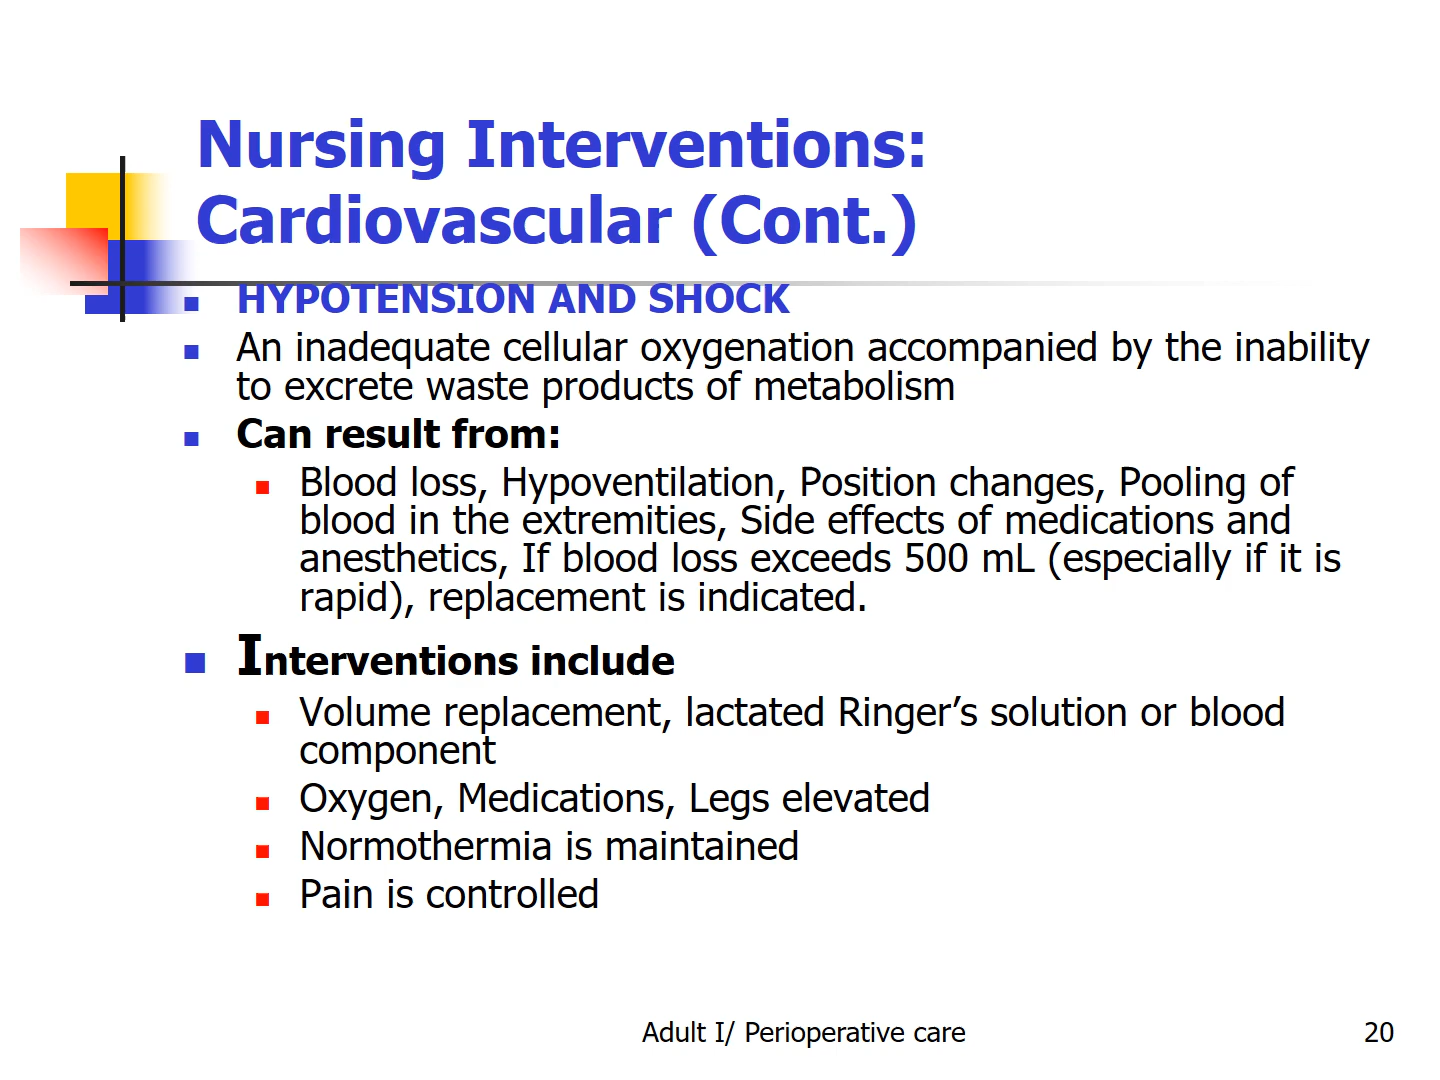 Nursing Interventions:
Cardiovascular (Cont.)
HYPOTENSION AND SHOCK
An inadequate cellular oxygenation accompanied by the inability
to excrete waste products of metabolism
Can result from:
Blood loss, Hypoventilation, Position changes, Pooling of
blood in the extremities, Side effects of medications and
anesthetics, If blood loss exceeds 500 mL (especially if it is
rapid), replacement is indicated.
Interventions include
Volume replacement, lactated Ringer’s solution or blood
component
Oxygen, Medications, Legs elevated
Normothermia is maintained
Pain is controlled
Adult I/ Perioperative care
20